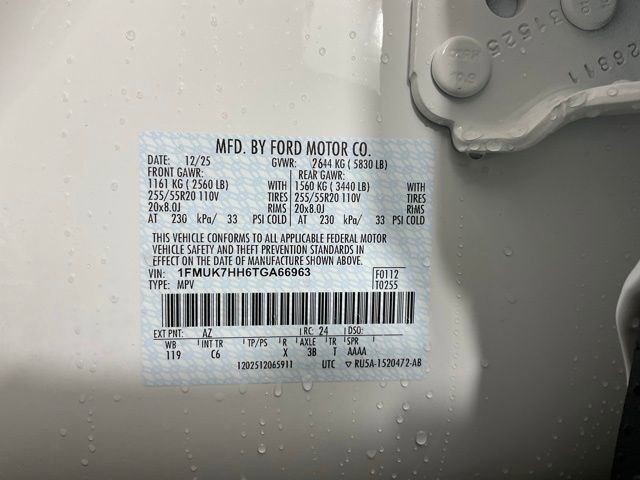 31525
26811
MFD. BY FORD MOTOR CO.
DATE: 12/25 GVWR: 2644 KG ( 5830 LB)
FRONT GAWR: REAR GAWR:
1161 KG ( 2560 LB) WITH 1560 KG ( 3440 LB) WITH
255/55R20 110V TIRES 255/55R20 110V TIRES
20x8.0J RIMS 20x8.0J RIMS
AT 230 kPa/ 33 PSI COLD AT 230 kPa/ 33 PSI COLD
THIS VEHICLE CONFORMS TO ALL APPLICABLE FEDERAL MOTOR
VEHICLE SAFETY AND THEFT PREVENTION STANDARDS IN
EFFECT ON THE DATE OF MANUFACTURE SHOWN ABOVE.
VIN: 1FMUK7HH6TGA66963 F0112
TYPE: MPV T0255
EXT PNT: AZ RC: 24 DSO:
WB INT TR TP/PS R AXLE TR SPR
119 C6 X 3B T AAAA
1202512065911 UTC ▽ RU5A-1520472-AB